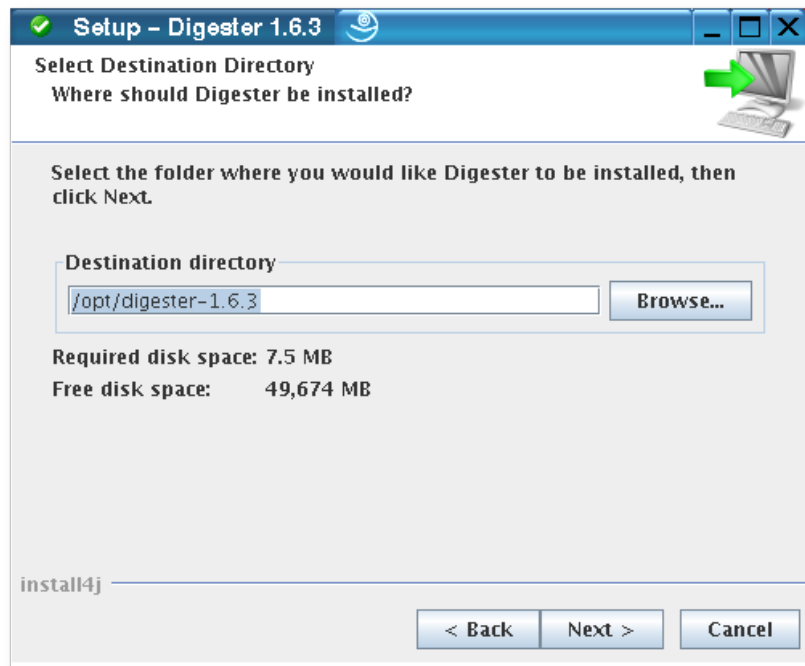 Setup – Digester 1.6.3
Select Destination Directory
Where should Digester be installed?
Select the folder where you would like Digester to be installed, then
click Next.
Destination directory
/opt/digester-1.6.3
Browse...
Required disk space: 7.5 MB
Free disk space: 49,674 MB
install4j
< Back Next > Cancel